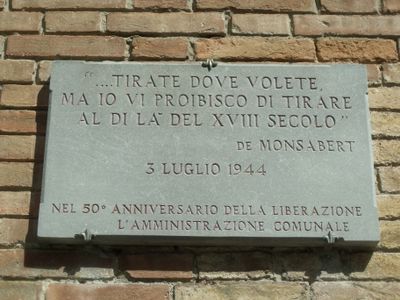 “....TIRATE DOVE VOLETE,
MA IO VI PROIBISCO DI TIRARE
AL DI LA' DEL XVIII SECOLO”
DE MONSABERT
3 LUGLIO 1944
NEL 50° ANNIVERSARIO DELLA LIBERAZIONE
L'AMMINISTRAZIONE COMUNALE